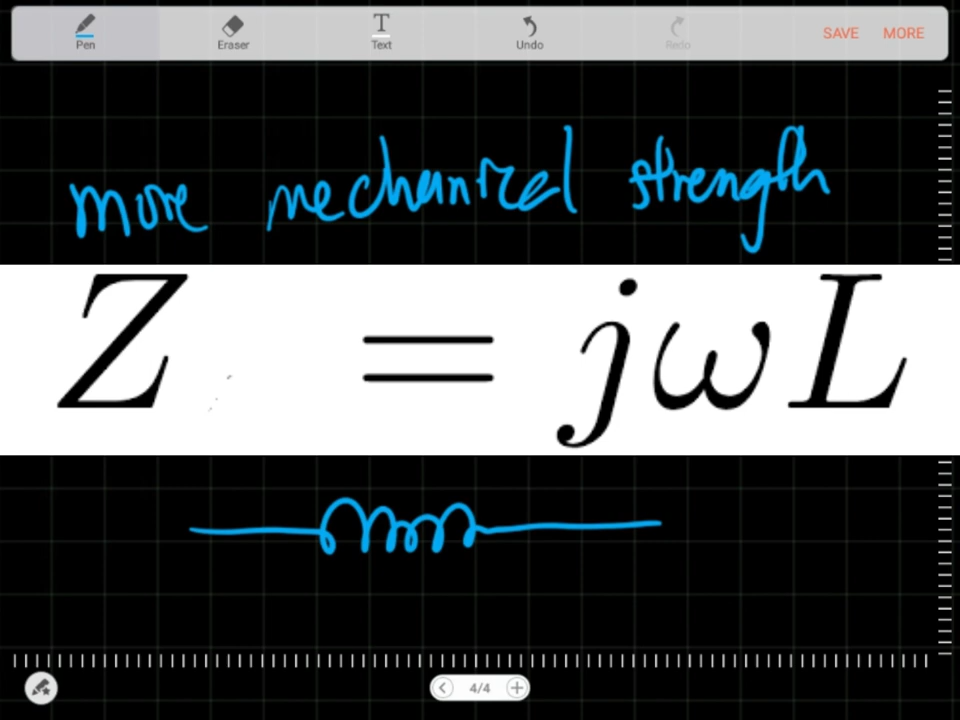 Pen Eraser Text Undo Redo SAVE MORE
more mechanical strength
Z = jωL
4/4